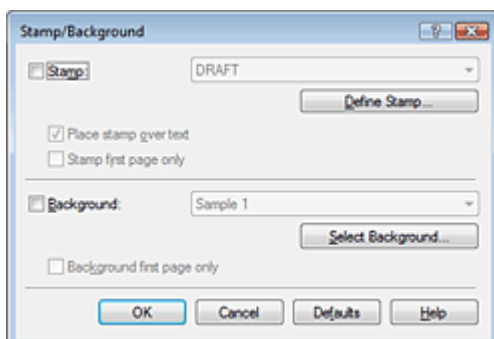 Stamp/Background
Stamp: DRAFT
Define Stamp...
Place stamp over text
Stamp first page only
Background: Sample 1
Select Background...
Background first page only
OK Cancel Defaults Help